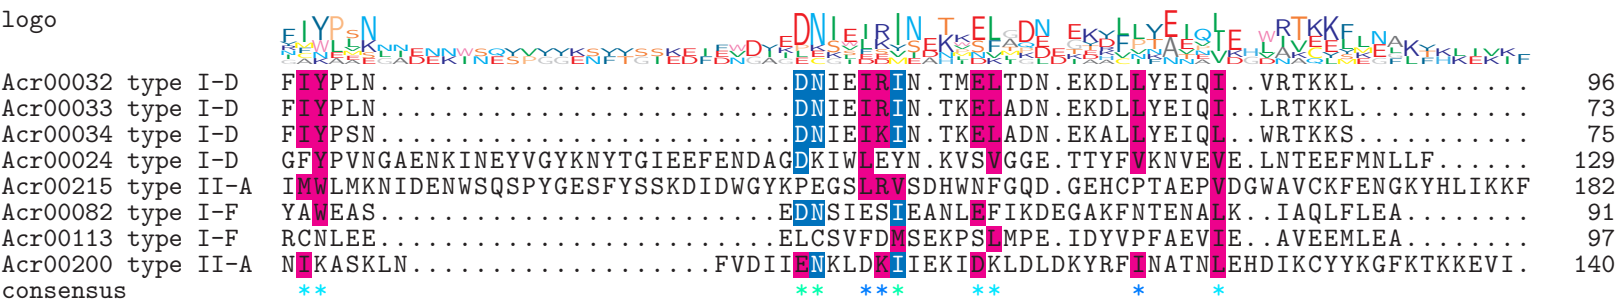 logo
Acr00032 type I-D FIYPLN..........................DNIEIRIN.TMELTDN.EKDLLYEIQI..VRTKKL........... 96
Acr00033 type I-D FIYPLN..........................DNIEIRIN.TKELADN.EKDLLYEIQI..LRTKKL........... 73
Acr00034 type I-D FIYPSN..........................DNIEIKIN.TKELADN.EKALLYEIQL..WRTKKS........... 75
Acr00024 type I-D GFYPVNGAENKINEYVGYKNYTGIEEFENDAGDKIWLEYN.KVSVGGE.TTYFVKNVEVE.LNTEEFMNLLF...... 129
Acr00215 type II-A IMWLMKNIDENWSQSPYGESFYSSKDIDWGYKPEGSLRVSDHWNFGQD.GEHCPTAEPVDGWAVCKFENGKYHLIKKF 182
Acr00082 type I-F YAWEAS.........................EDNSIESIEANLEFIKDEGAKFNTENALK..IAQLFLEA........ 91
Acr00113 type I-F RCNLEE.........................ELCSVFDMSEKPSLMPE.IDYVPFAEVIE..AVEEMLEA........ 97
Acr00200 type II-A NIKASKLN...................FVDIIENKLDKIIEKIDKLDLDKYRFINATNLEHDIKCYYKGFKTKKEVI. 140
consensus ** ** *** ** * *